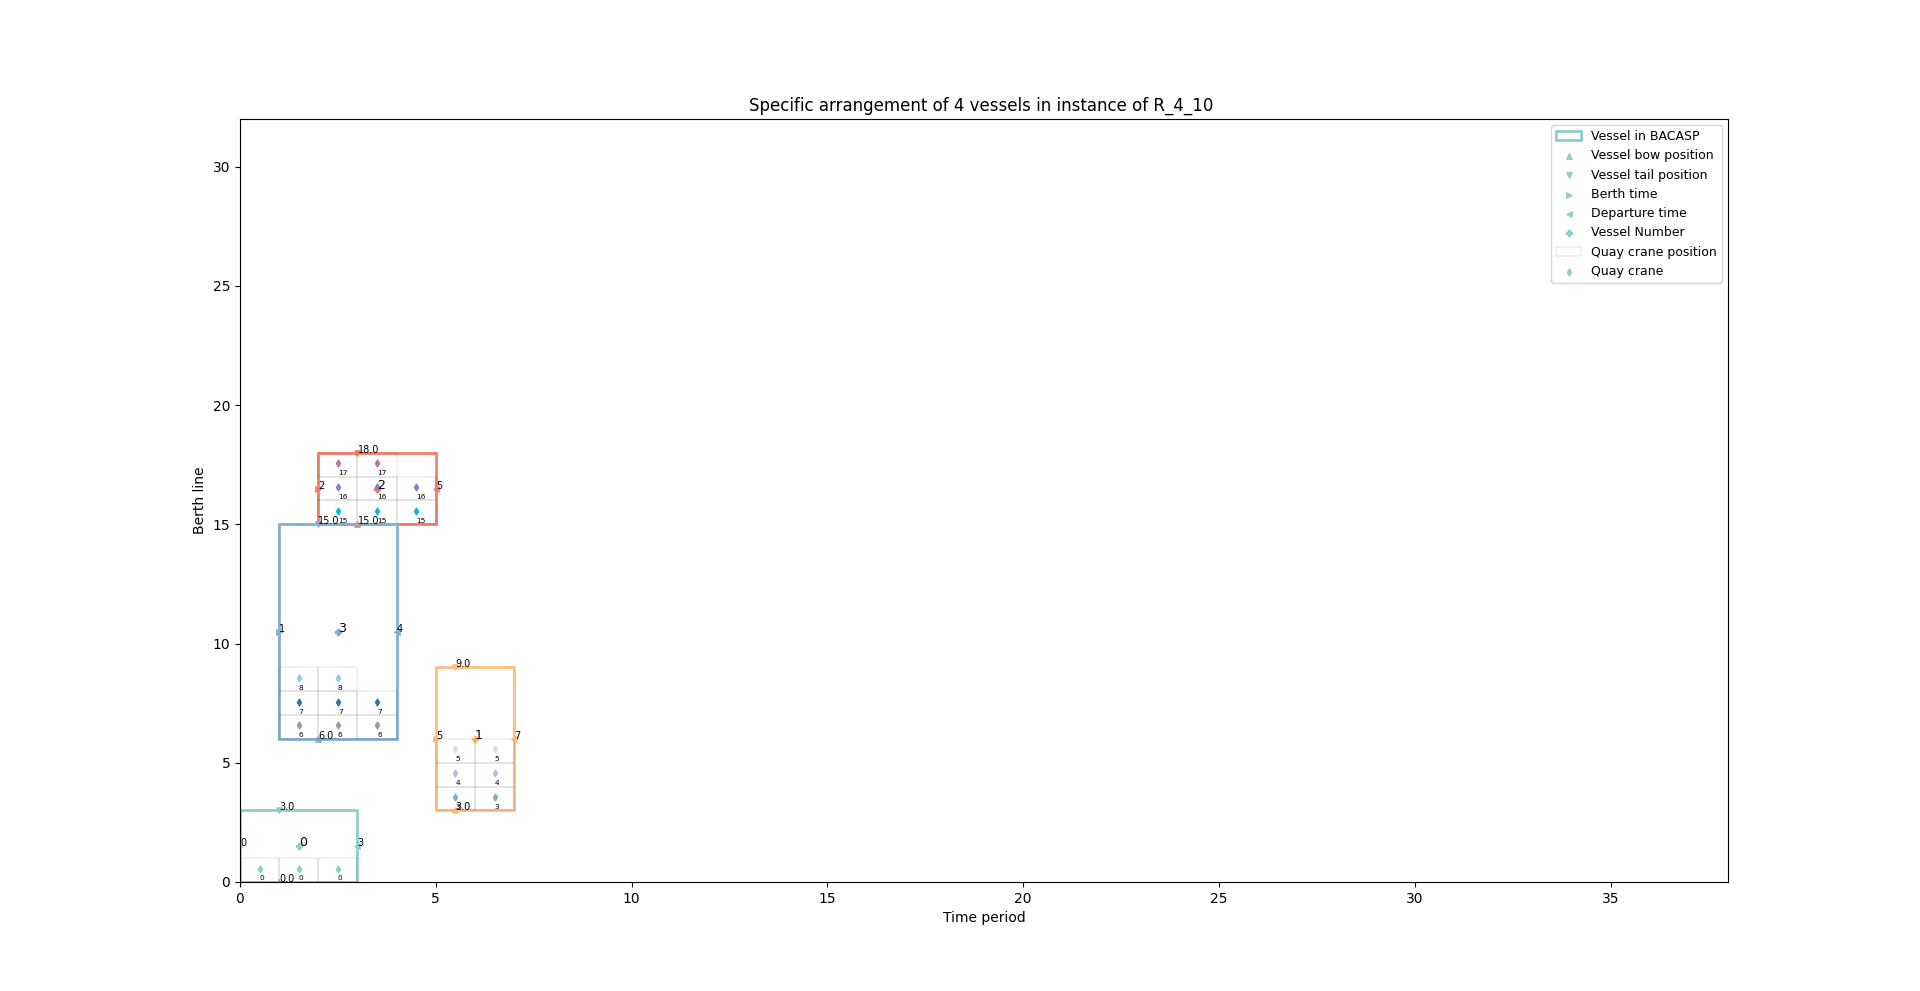 Specific arrangement of 4 vessels in instance of R_4_10
Vessel in BACASP
Vessel bow position
Vessel tail position
Berth time
Departure time
Vessel Number
Quay crane position
Quay crane
Berth line
30
25
20
15
10
5
0
18.0
17 17
2 2 5
16 16 16
15.0 15 15.0 15 15
1 3 4
8 8
7 7 7
6 6.0 6 6
9.0
5 1 7
5 5
4 4
3.0 3
3.0
0 0 3
0 0.0 0 0
0 5 10 15 20 25 30 35
Time period